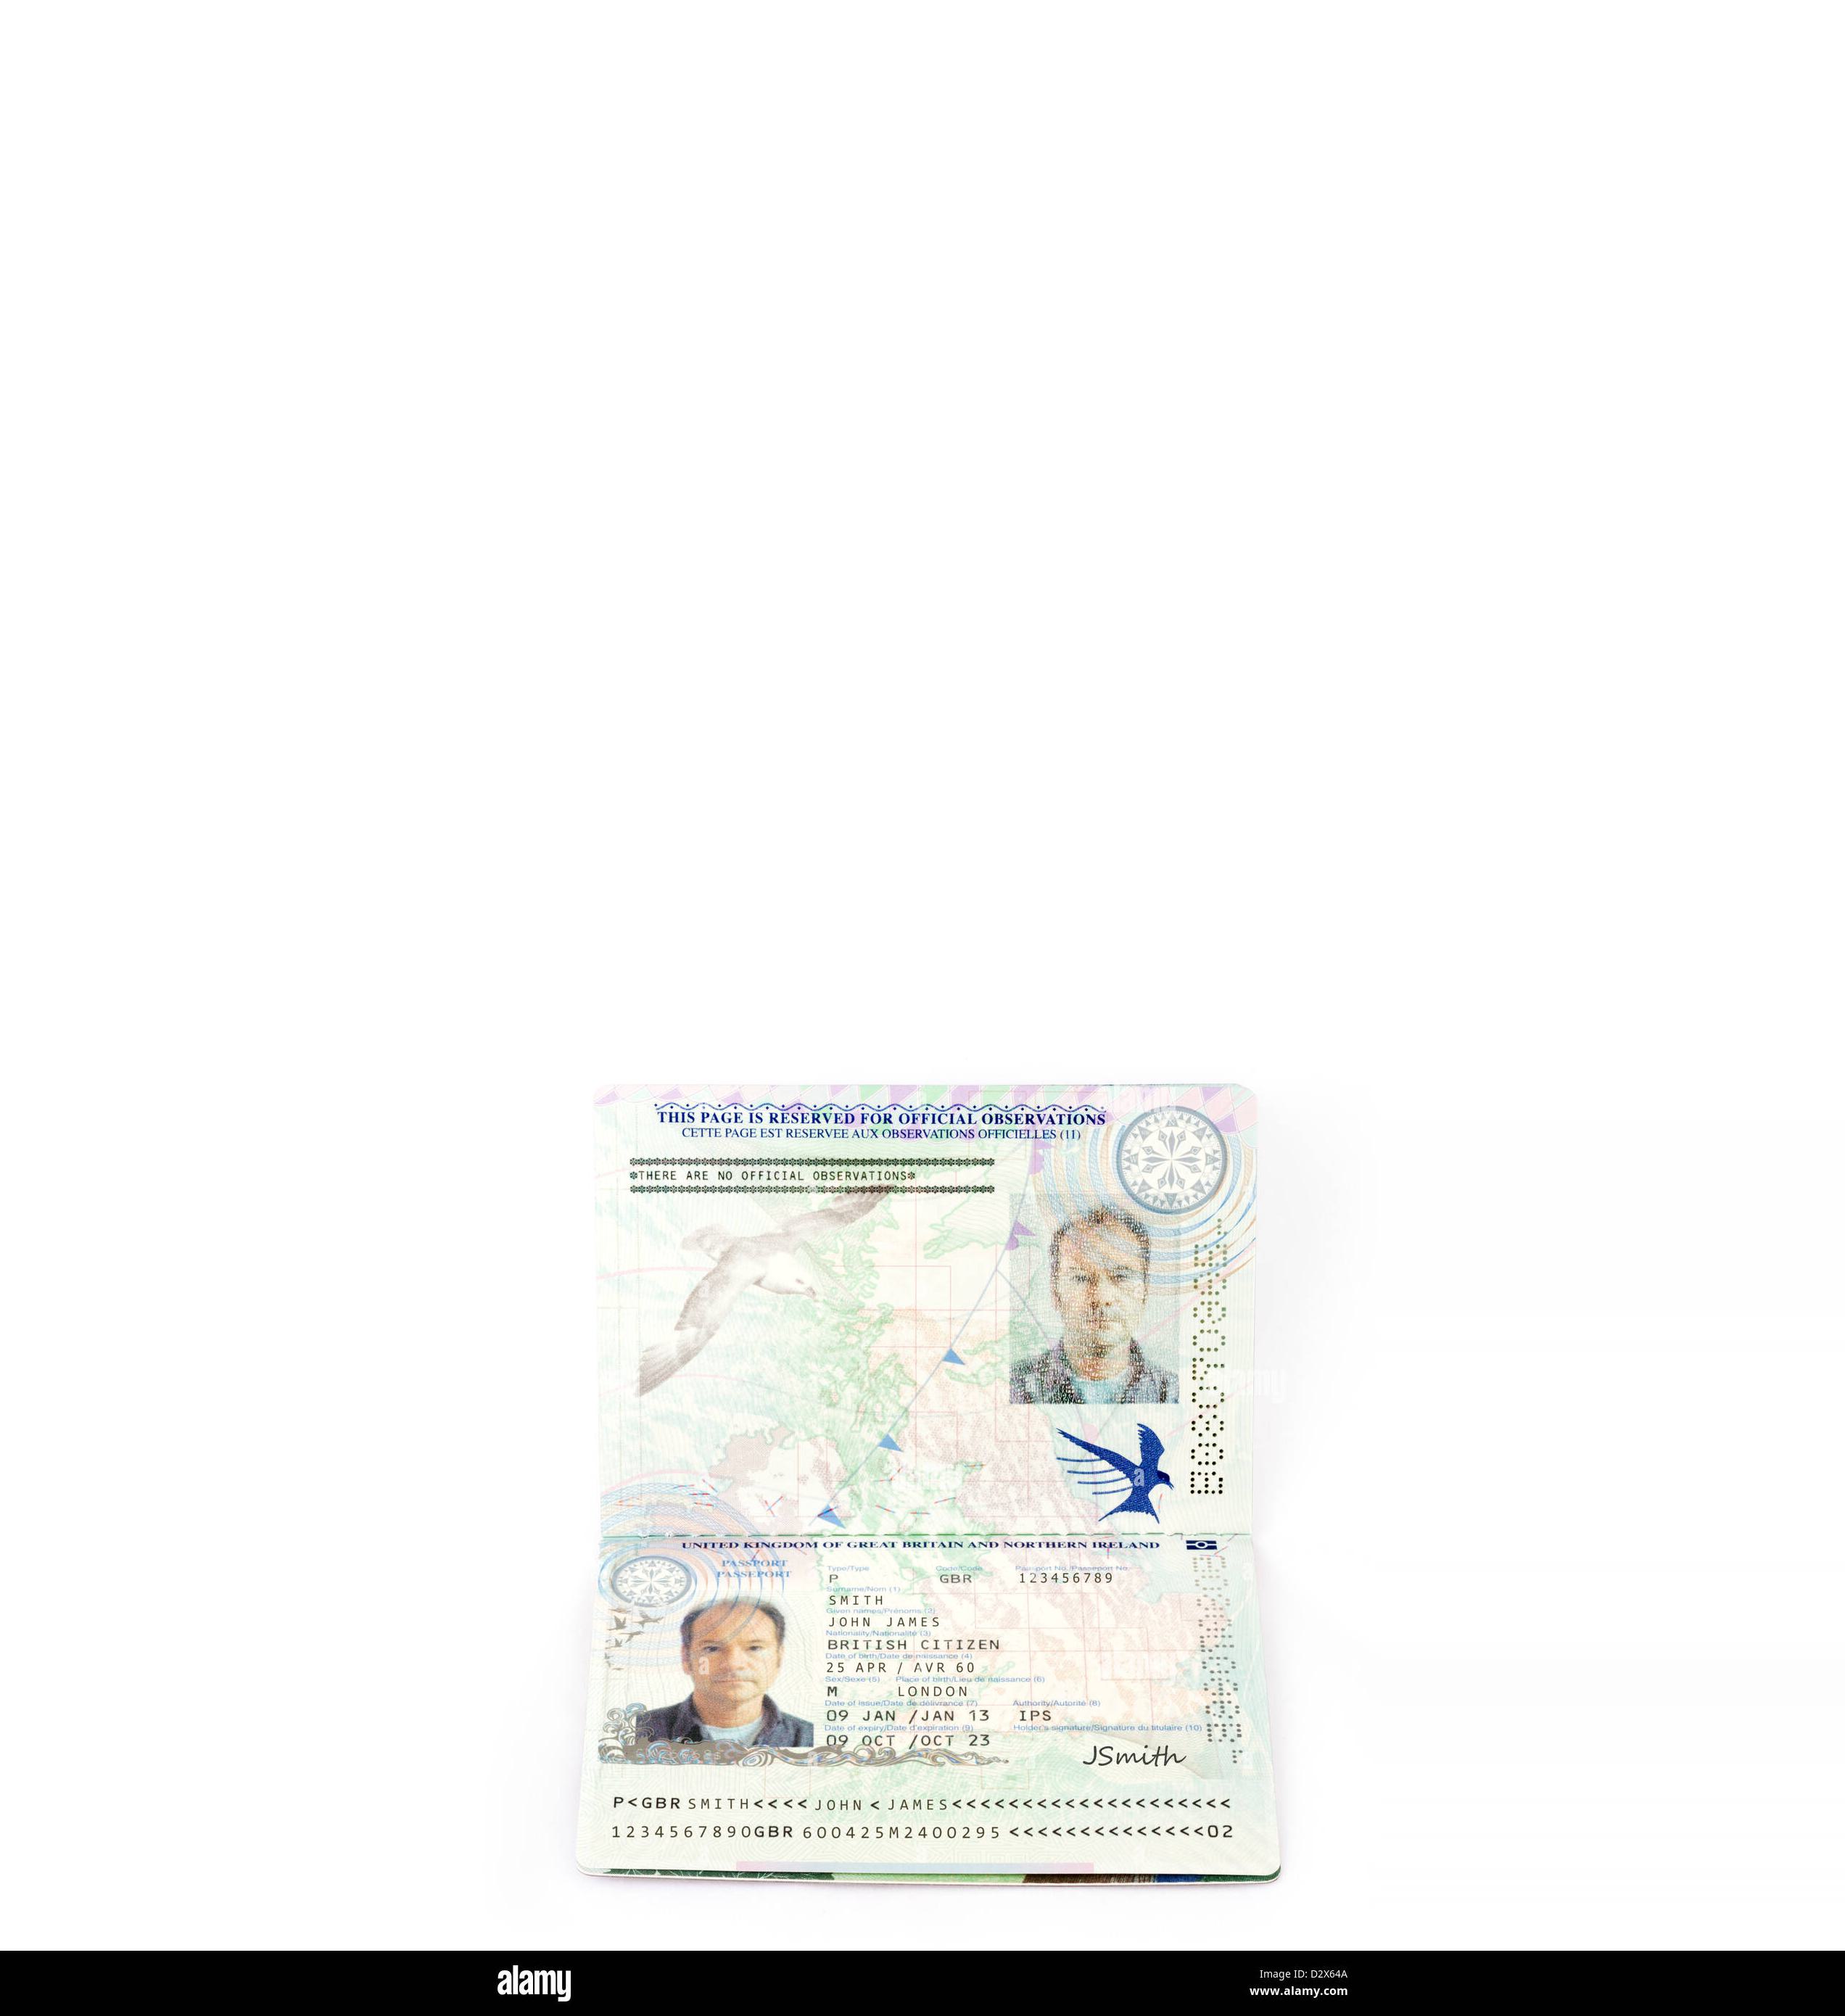 THIS PAGE IS RESERVED FOR OFFICIAL OBSERVATIONS
CETTE PAGE EST RESERVEE AUX OBSERVATIONS OFFICIELLES (11)
*THERE ARE NO OFFICIAL OBSERVATIONS*
UNITED KINGDOM OF GREAT BRITAIN AND NORTHERN IRELAND
PASSPORT
PASSEPORT
Type/Type Code/Code Passport No./Passeport No.
P GBR 123456789
Surname/Nom (1)
SMITH
Given names/Prénoms (2)
JOHN JAMES
Nationality/Nationalité (3)
BRITISH CITIZEN
Date of birth/Date de naissance (4)
25 APR / AVR 60
Sex/Sexe (5) Place of birth/Lieu de naissance (6)
M LONDON
Date of issue/Date de délivrance (7) Authority/Autorité (8)
09 JAN /JAN 13 IPS
Date of expiry/Date d'expiration (9) Holder's signature/Signature du titulaire (10)
09 OCT /OCT 23
JSmith
P<GBRSMITH<<<<JOHN<JAMES<<<<<<<<<<<<<<<<<<<<
1234567890GBR600425M2400295<<<<<<<<<<<<<<02
alamy
Image ID: D2X64A
www.alamy.com